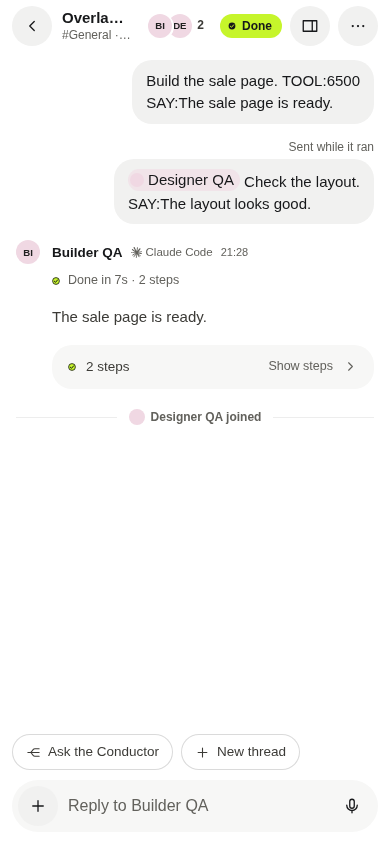 Overla…
#General ·…
BI
DE
2
Done
Build the sale page. TOOL:6500
SAY:The sale page is ready.
Sent while it ran
Designer QA Check the layout.
SAY:The layout looks good.
BI
Builder QA Claude Code 21:28
Done in 7s · 2 steps
The sale page is ready.
2 steps
Show steps
Designer QA joined
Ask the Conductor
New thread
Reply to Builder QA